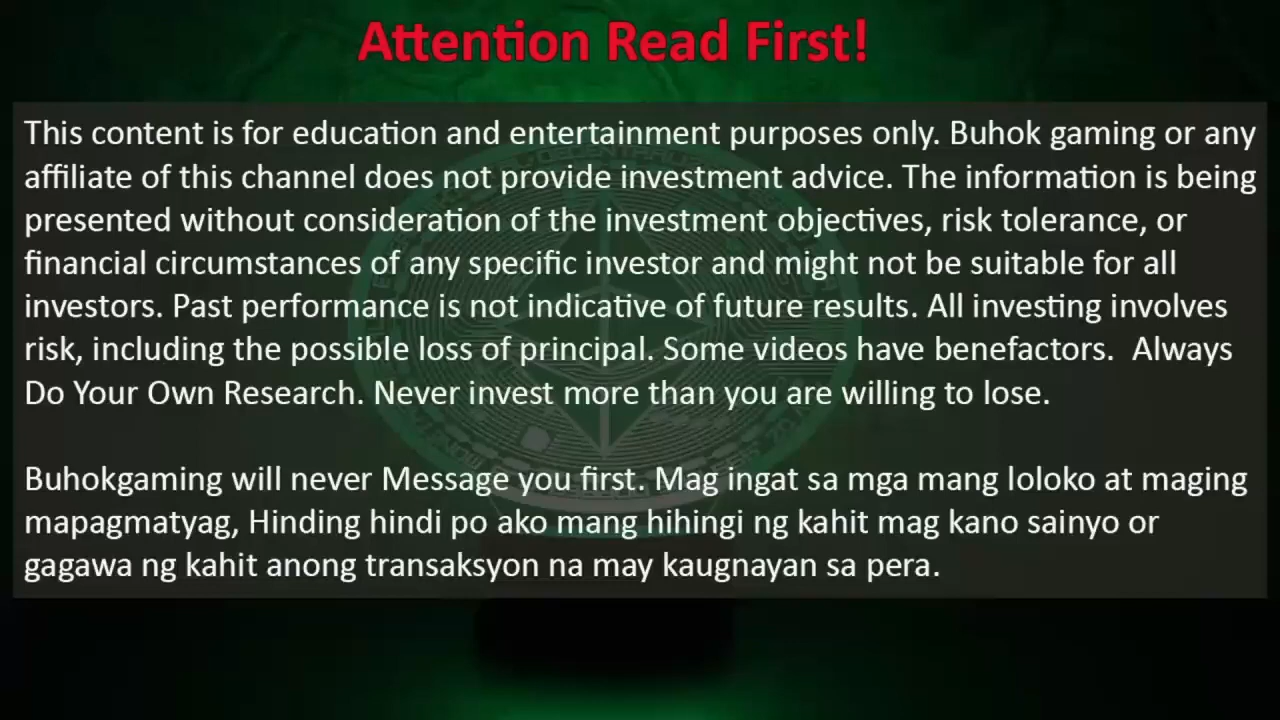 Attention Read First!
This content is for education and entertainment purposes only. Buhok gaming or any
affiliate of this channel does not provide investment advice. The information is being
presented without consideration of the investment objectives, risk tolerance, or
financial circumstances of any specific investor and might not be suitable for all
investors. Past performance is not indicative of future results. All investing involves
risk, including the possible loss of principal. Some videos have benefactors.  Always
Do Your Own Research. Never invest more than you are willing to lose.
Buhokgaming will never Message you first. Mag ingat sa mga mang loloko at maging
mapagmatyag, Hinding hindi po ako mang hihingi ng kahit mag kano sainyo or
gagawa ng kahit anong transaksyon na may kaugnayan sa pera.